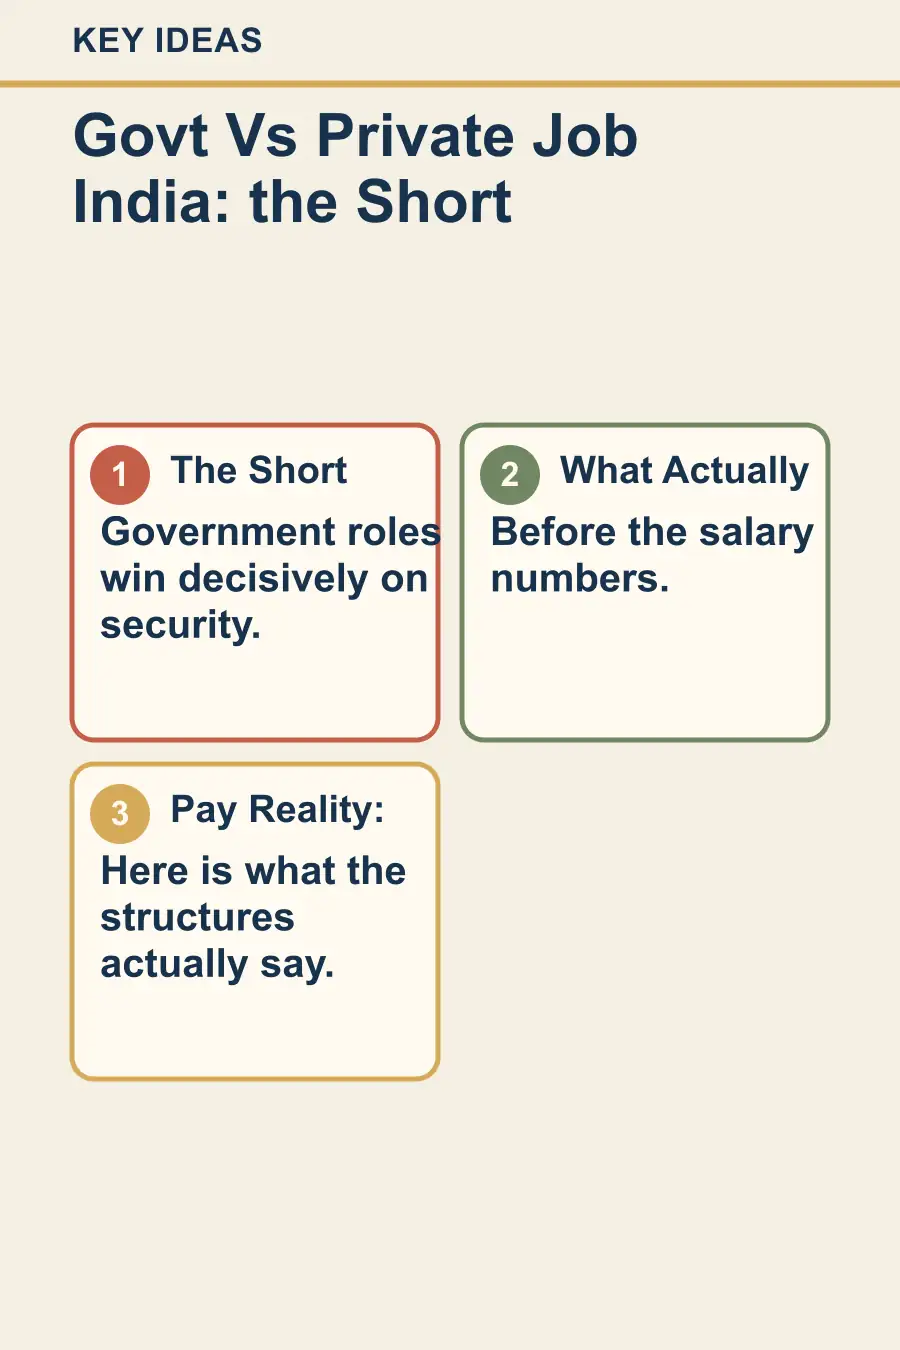 KEY IDEAS
Govt Vs Private Job
India: the Short
1 The Short
Government roles
win decisively on
security.
2 What Actually
Before the salary
numbers.
3 Pay Reality:
Here is what the
structures
actually say.